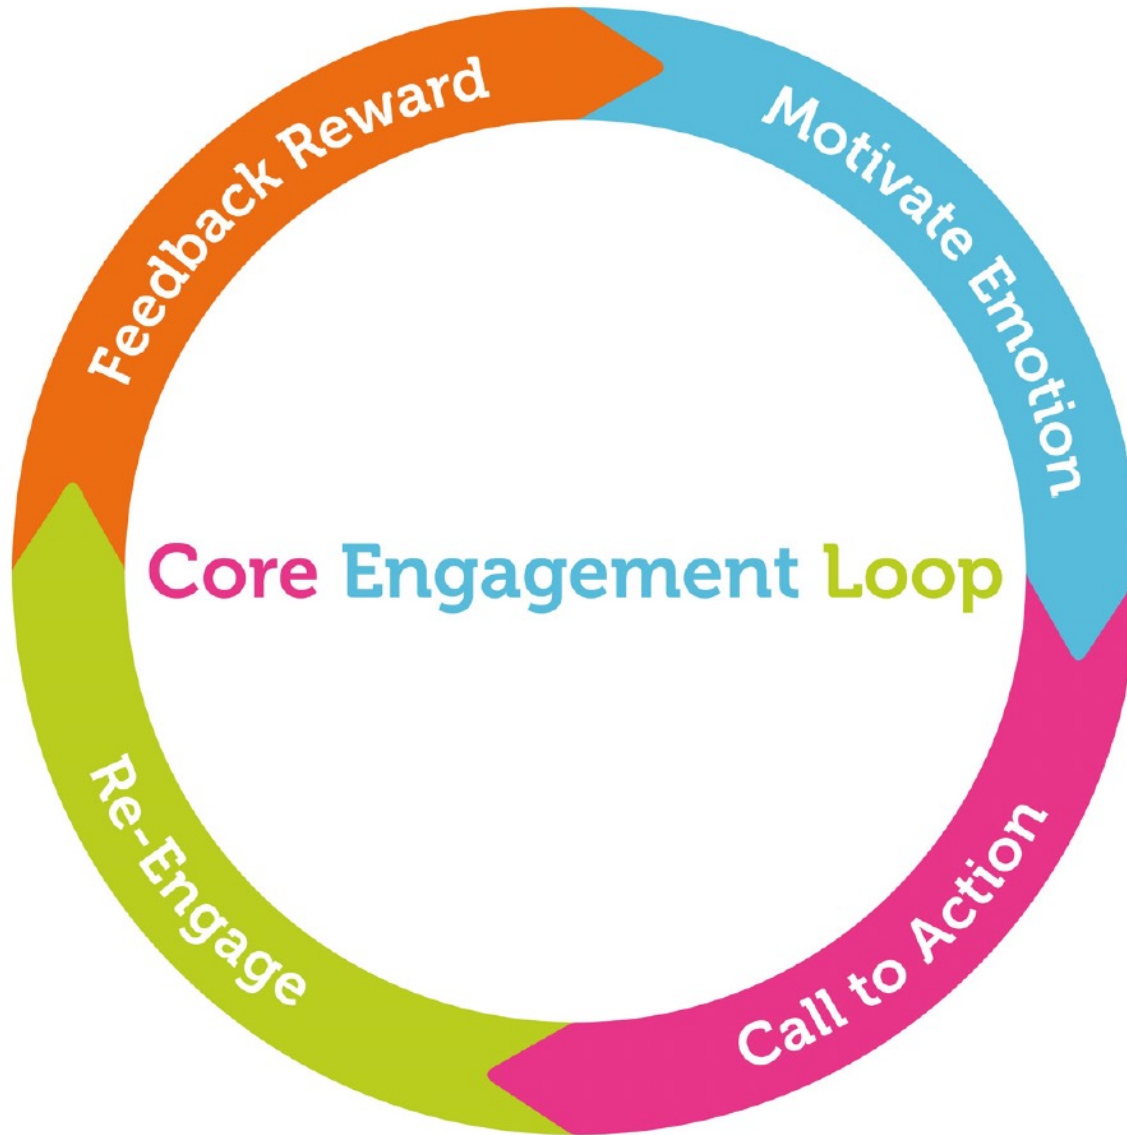 Feedback Reward
Motivate Emotion
Core Engagement Loop
Re-Engage
Call to Action